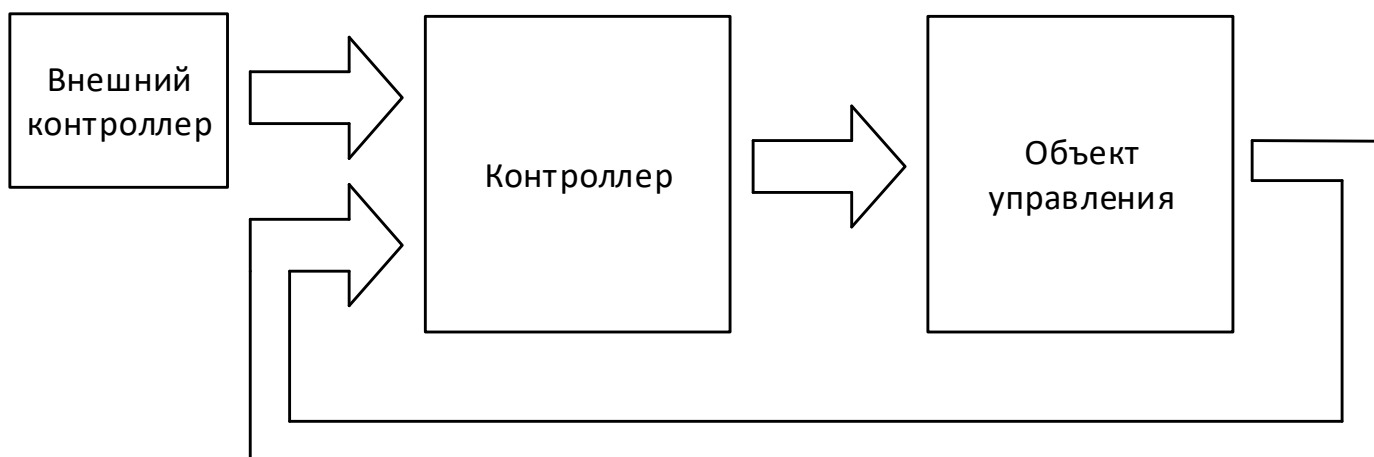 Внешний
контроллер
Контроллер
Объект
управления